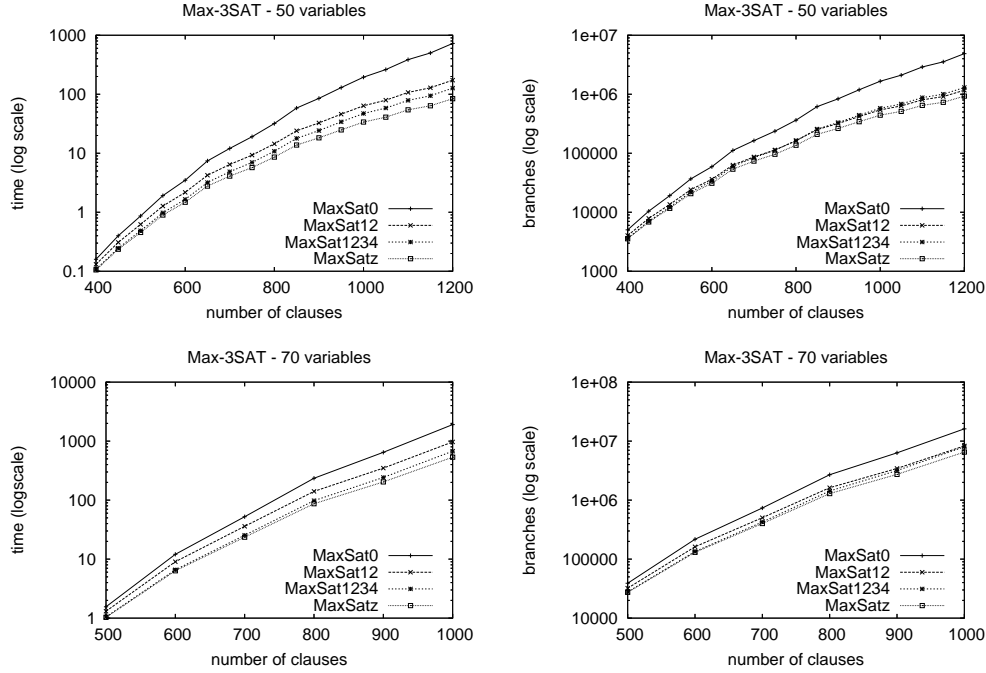 Max-3SAT - 50 variables
time (log scale)
1000
100
10
1
0.1
400
600
800
1000
1200
number of clauses
MaxSat0
MaxSat12
MaxSat1234
MaxSatz
Max-3SAT - 50 variables
branches (log scale)
1e+07
1e+06
100000
10000
1000
400
600
800
1000
1200
number of clauses
MaxSat0
MaxSat12
MaxSat1234
MaxSatz
Max-3SAT - 70 variables
time (logscale)
10000
1000
100
10
1
500
600
700
800
900
1000
number of clauses
MaxSat0
MaxSat12
MaxSat1234
MaxSatz
Max-3SAT - 70 variables
branches (log scale)
1e+08
1e+07
1e+06
100000
10000
500
600
700
800
900
1000
number of clauses
MaxSat0
MaxSat12
MaxSat1234
MaxSatz